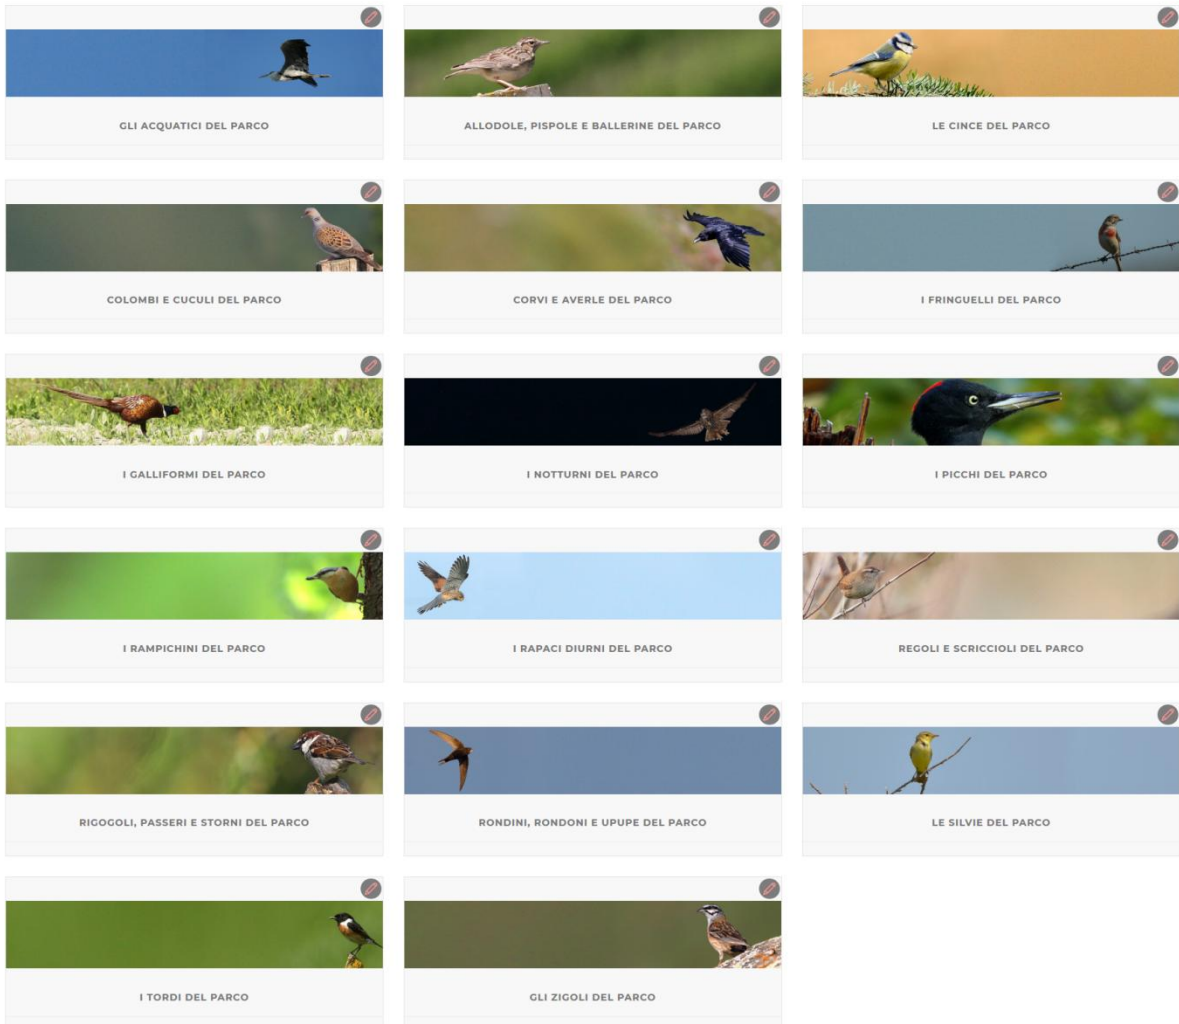 GLI ACQUATICI DEL PARCO
ALLODOLE, PISPOLE E BALLERINE DEL PARCO
LE CINCE DEL PARCO
COLOMBI E CUCULI DEL PARCO
CORVI E AVERLE DEL PARCO
I FRINGUELLI DEL PARCO
I GALLIFORMI DEL PARCO
I NOTTURNI DEL PARCO
I PICCHI DEL PARCO
I RAMPICHINI DEL PARCO
I RAPACI DIURNI DEL PARCO
REGOLI E SCRICCIOLI DEL PARCO
RIGOGOLI, PASSERI E STORNI DEL PARCO
RONDINI, RONDONI E UPUPE DEL PARCO
LE SILVIE DEL PARCO
I TORDI DEL PARCO
GLI ZIGOLI DEL PARCO